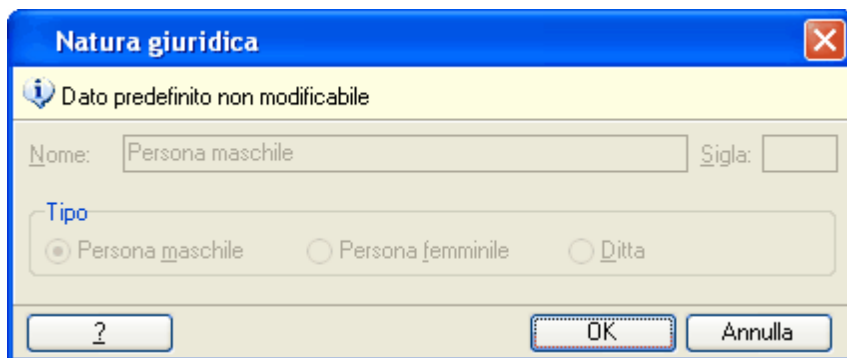 Natura giuridica
Dato predefinito non modificabile
Nome: Persona maschile Sigla:
Tipo
Persona maschile Persona femminile Ditta
? OK Annulla